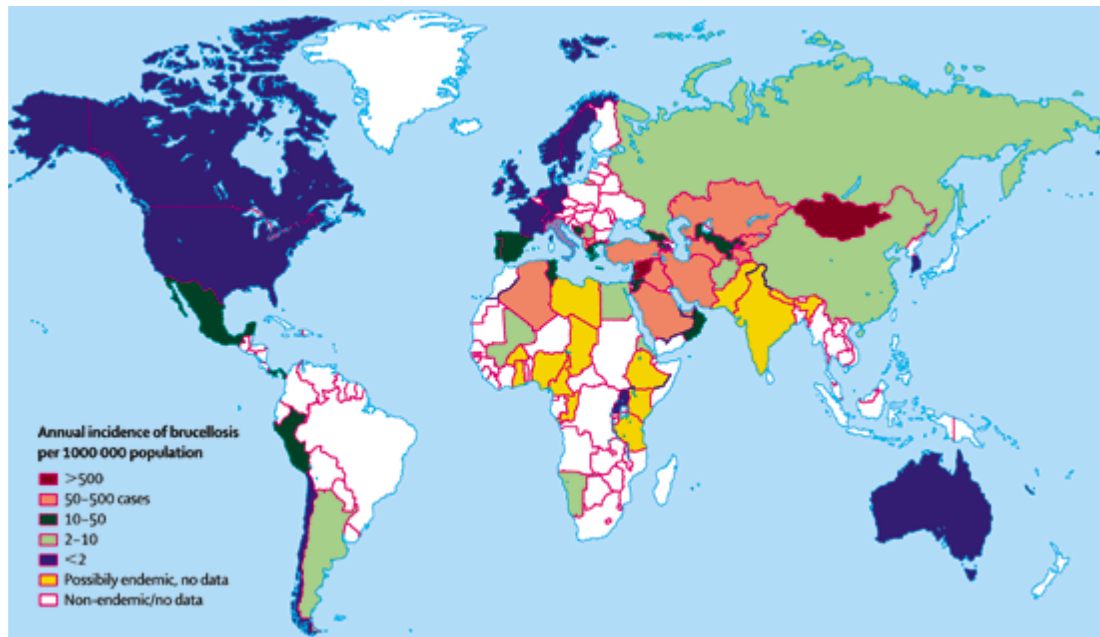 Annual incidence of brucellosis
per 1000 000 population
>500
50–500 cases
10–50
2–10
<2
Possibily endemic, no data
Non-endemic/no data